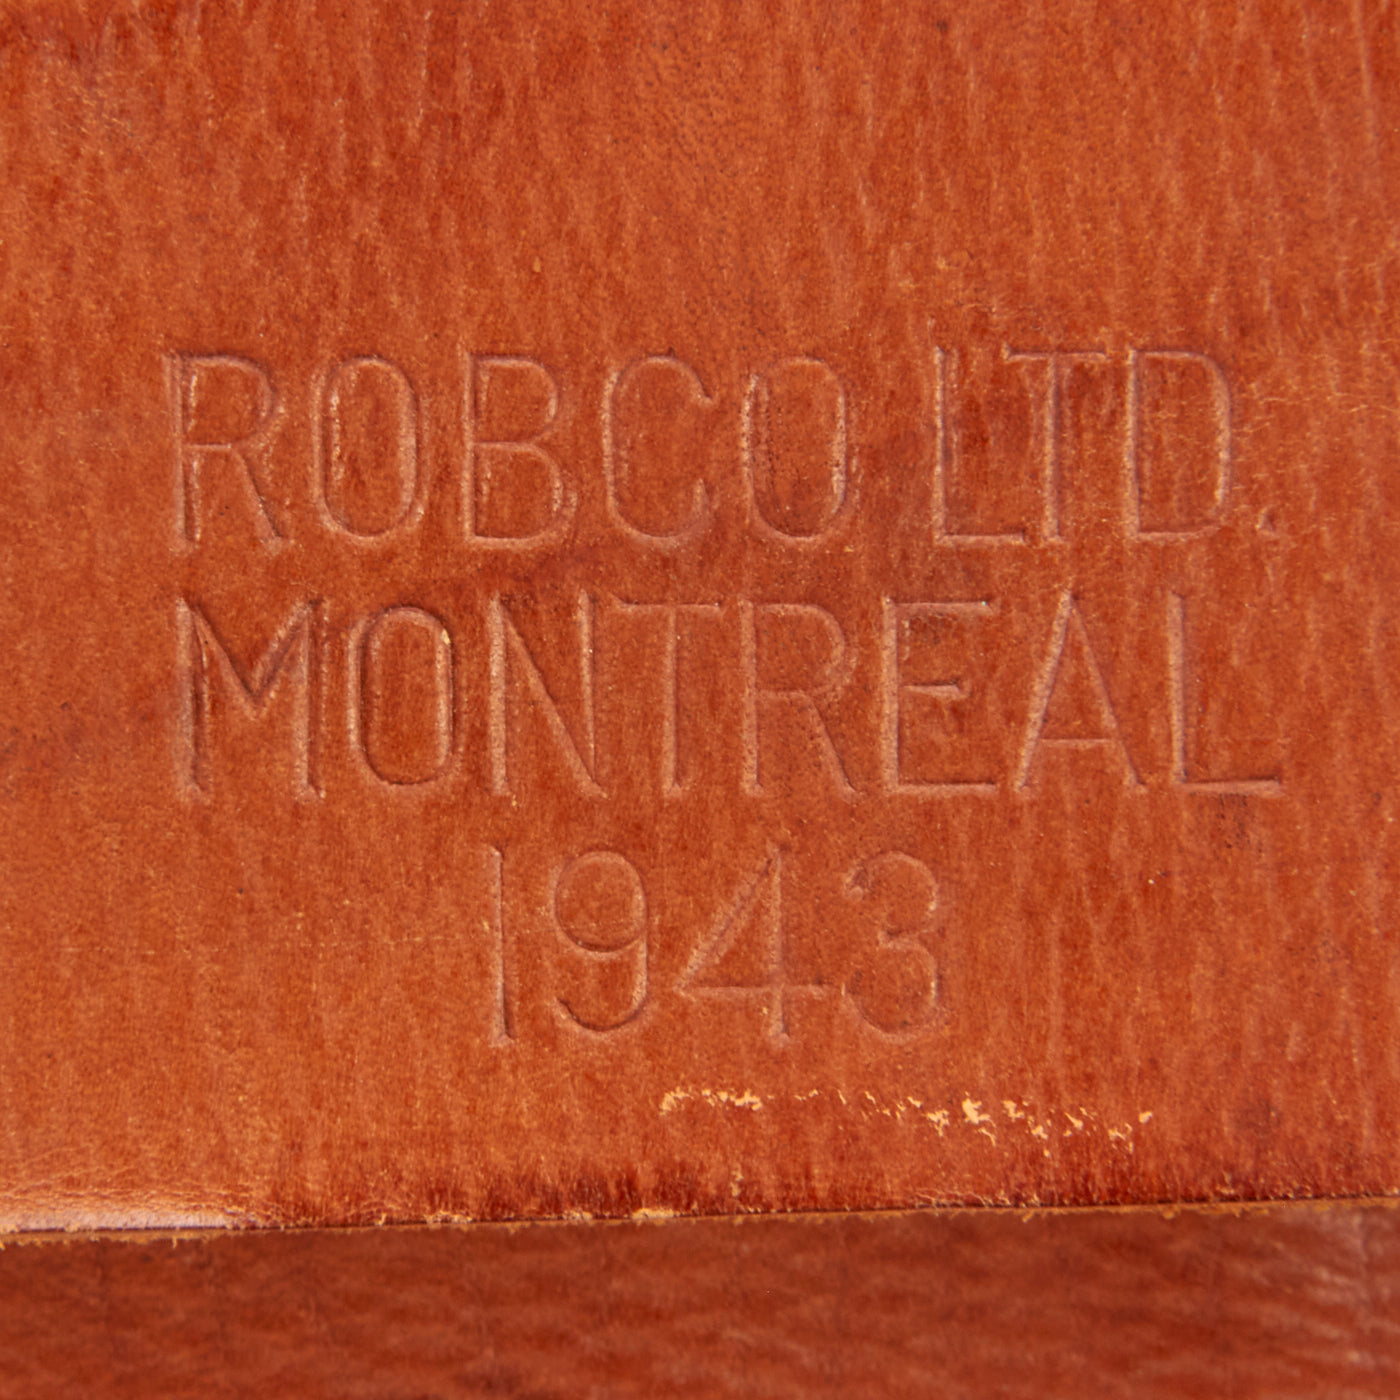 ROBCO LTD.
MONTREAL
1943